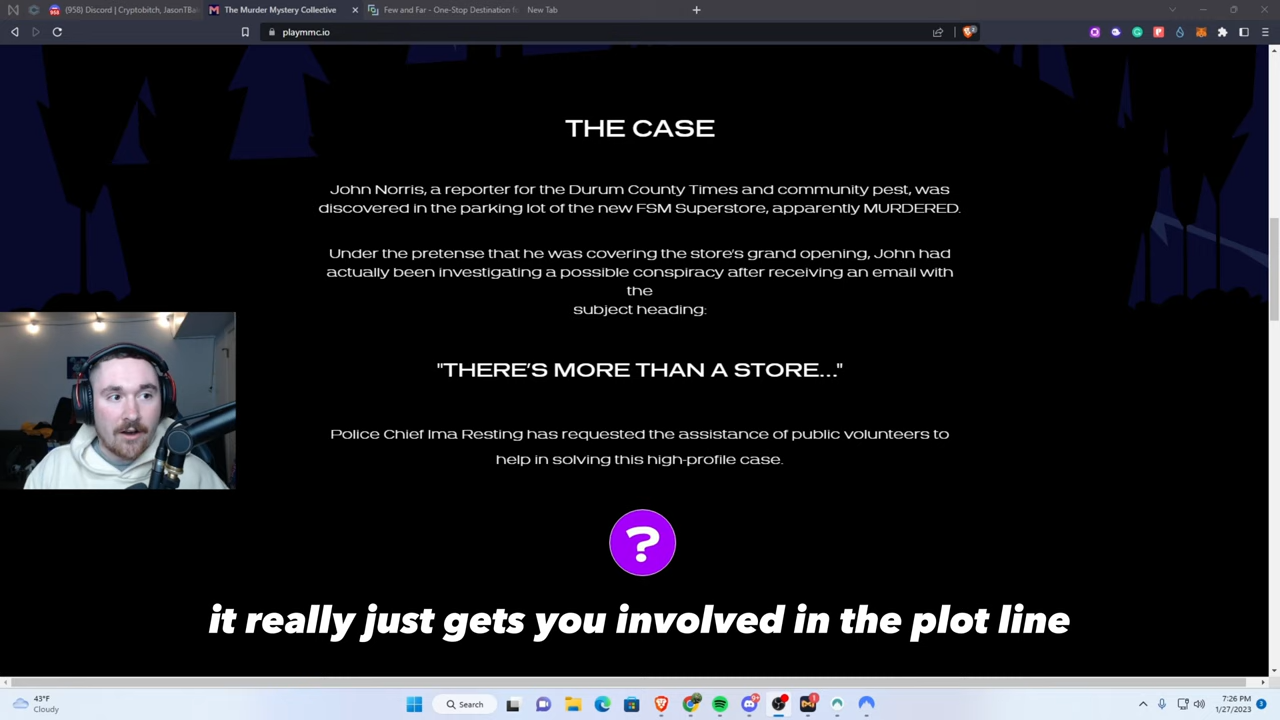 (958) Discord | Cryptobitch, JasonTBa
The Murder Mystery Collective
Few and Far - One-Stop Destination fo
New Tab
playmmc.io
THE CASE
John Norris, a reporter for the Durum County Times and community pest, was
discovered in the parking lot of the new FSM Superstore, apparently MURDERED.
Under the pretense that he was covering the store's grand opening, John had
actually been investigating a possible conspiracy after receiving an email with
the
subject heading:
"THERE'S MORE THAN A STORE..."
Police Chief Ima Resting has requested the assistance of public volunteers to
help in solving this high-profile case.
?
it really just gets you involved in the plot line
43°F
Cloudy
Search
7:26 PM
1/27/2023